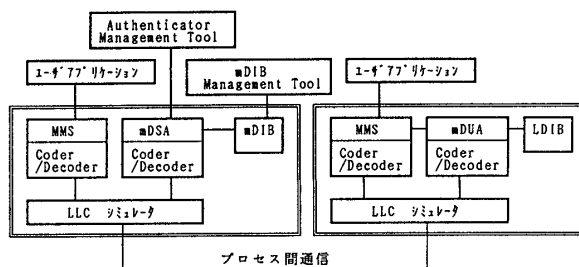 Authenticator
Management Tool
ユーザアプリケーション
mDIB
Management Tool
ユーザアプリケーション
MMS
Coder
/Decoder
mDSA
Coder
/Decoder
mDIB
MMS
Coder
/Decoder
mDUA
Coder
/Decoder
LDIB
LLC シミュレータ
LLC シミュレータ
プロセス間通信